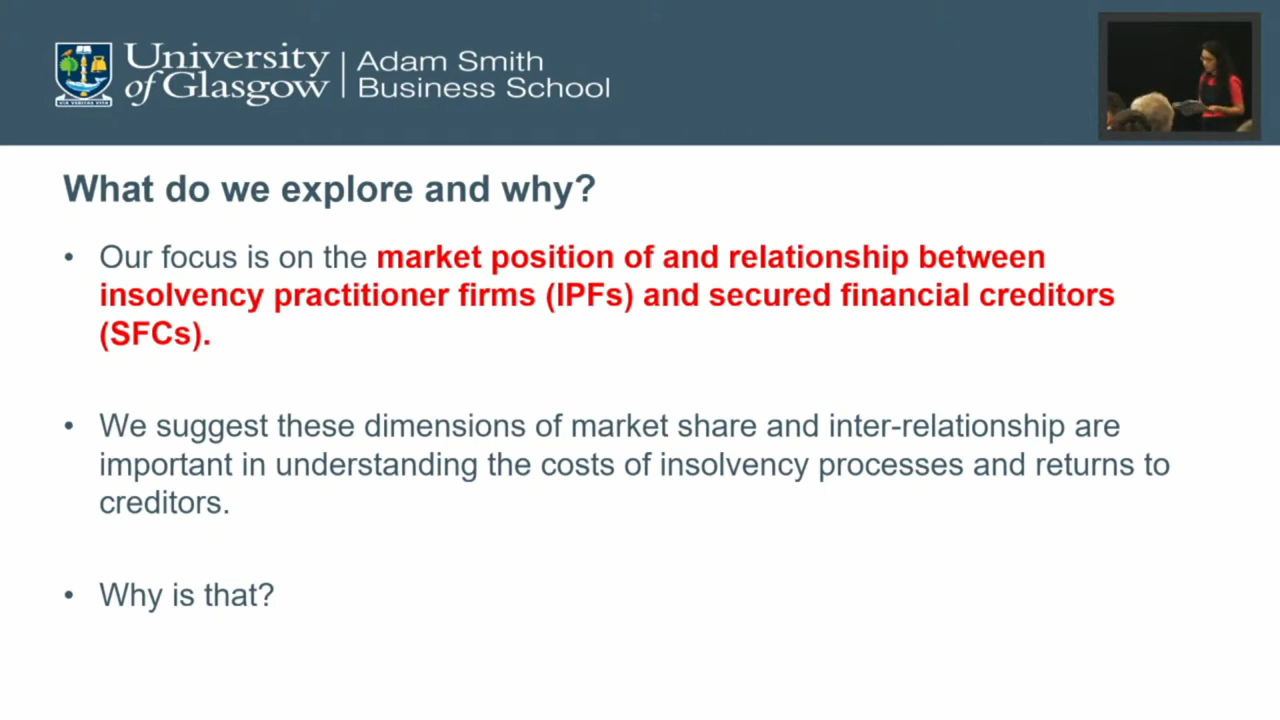 University
of Glasgow
Adam Smith
Business School
VIA VERITAS VITA
What do we explore and why?
• Our focus is on the market position of and relationship between
insolvency practitioner firms (IPFs) and secured financial creditors
(SFCs).
• We suggest these dimensions of market share and inter-relationship are
important in understanding the costs of insolvency processes and returns to
creditors.
• Why is that?